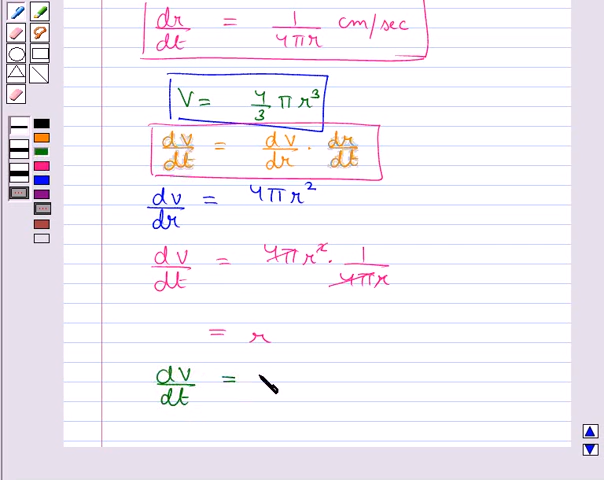 dr/dt = 1/4πr cm/sec
V = 4/3 π r³
dv/dt = dv/dr · dr/dt
dv/dr = 4πr²
dv/dt = 4πr² · 1/4πr
= r
dv/dt =